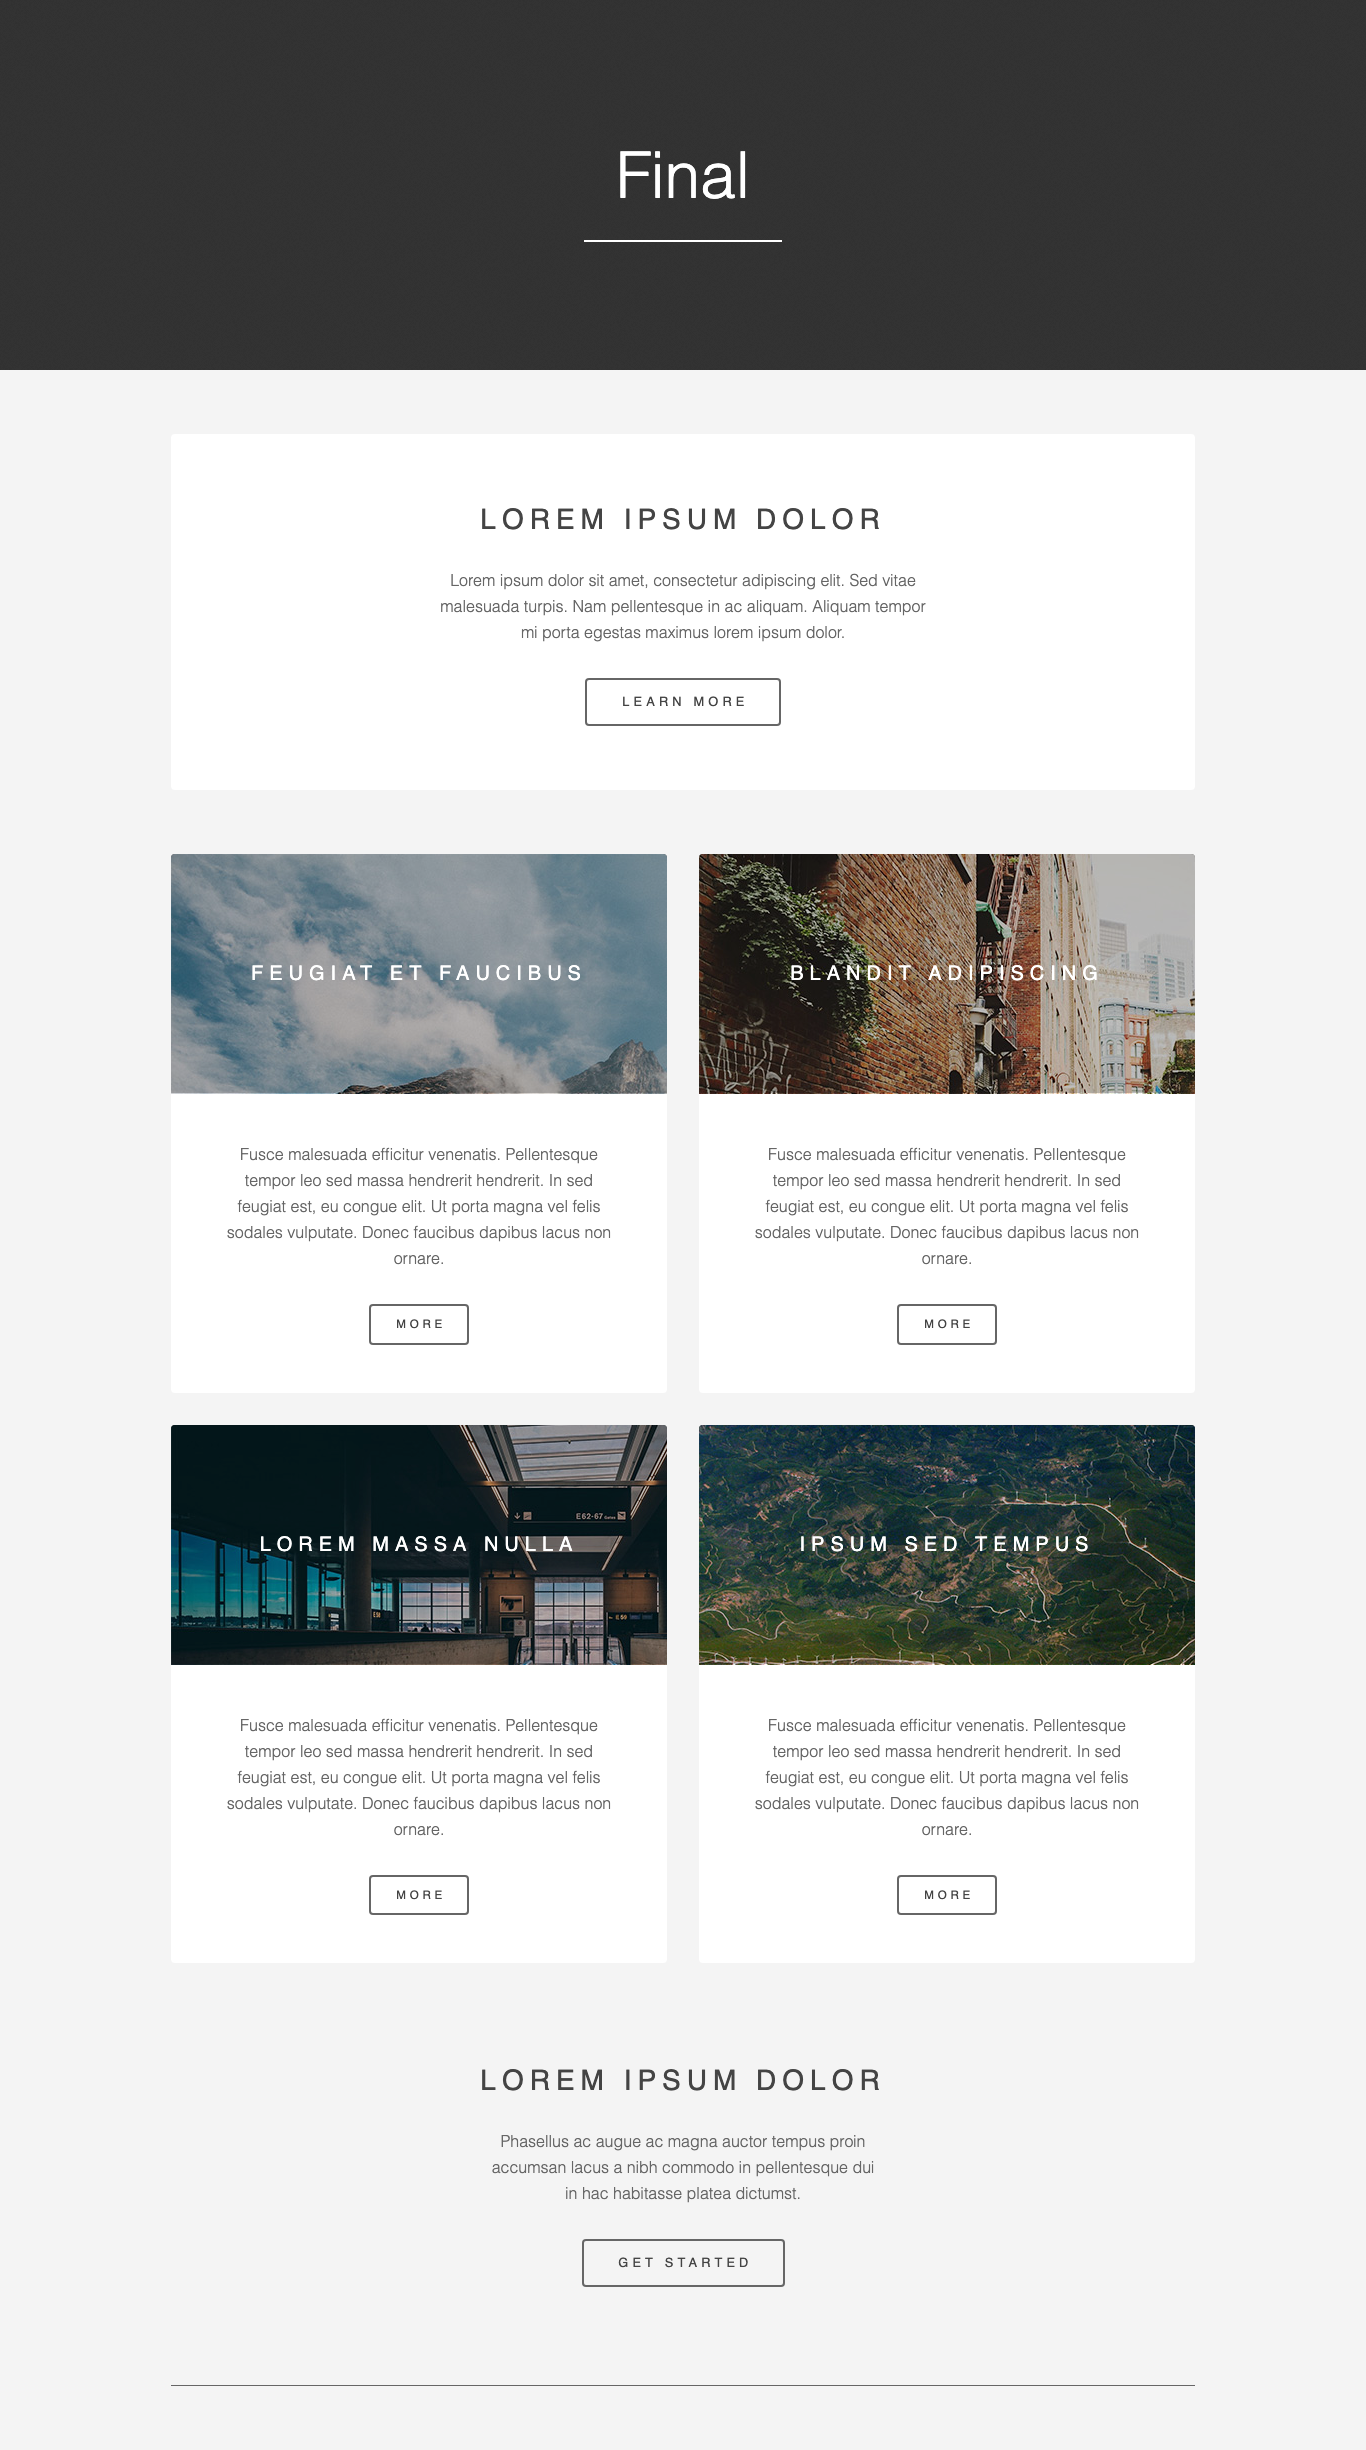 Final
LOREM IPSUM DOLOR
Lorem ipsum dolor sit amet, consectetur adipiscing elit. Sed vitae
malesuada turpis. Nam pellentesque in ac aliquam. Aliquam tempor
mi porta egestas maximus lorem ipsum dolor.
LEARN MORE
FEUGIAT ET FAUCIBUS
Fusce malesuada efficitur venenatis. Pellentesque
tempor leo sed massa hendrerit hendrerit. In sed
feugiat est, eu congue elit. Ut porta magna vel felis
sodales vulputate. Donec faucibus dapibus lacus non
ornare.
MORE
BLANDIT ADIPISCING
Fusce malesuada efficitur venenatis. Pellentesque
tempor leo sed massa hendrerit hendrerit. In sed
feugiat est, eu congue elit. Ut porta magna vel felis
sodales vulputate. Donec faucibus dapibus lacus non
ornare.
MORE
E62-67 Gates
LOREM MASSA NULLA
E51
E 59
Fusce malesuada efficitur venenatis. Pellentesque
tempor leo sed massa hendrerit hendrerit. In sed
feugiat est, eu congue elit. Ut porta magna vel felis
sodales vulputate. Donec faucibus dapibus lacus non
ornare.
MORE
IPSUM SED TEMPUS
Fusce malesuada efficitur venenatis. Pellentesque
tempor leo sed massa hendrerit hendrerit. In sed
feugiat est, eu congue elit. Ut porta magna vel felis
sodales vulputate. Donec faucibus dapibus lacus non
ornare.
MORE
LOREM IPSUM DOLOR
Phasellus ac augue ac magna auctor tempus proin
accumsan lacus a nibh commodo in pellentesque dui
in hac habitasse platea dictumst.
GET STARTED